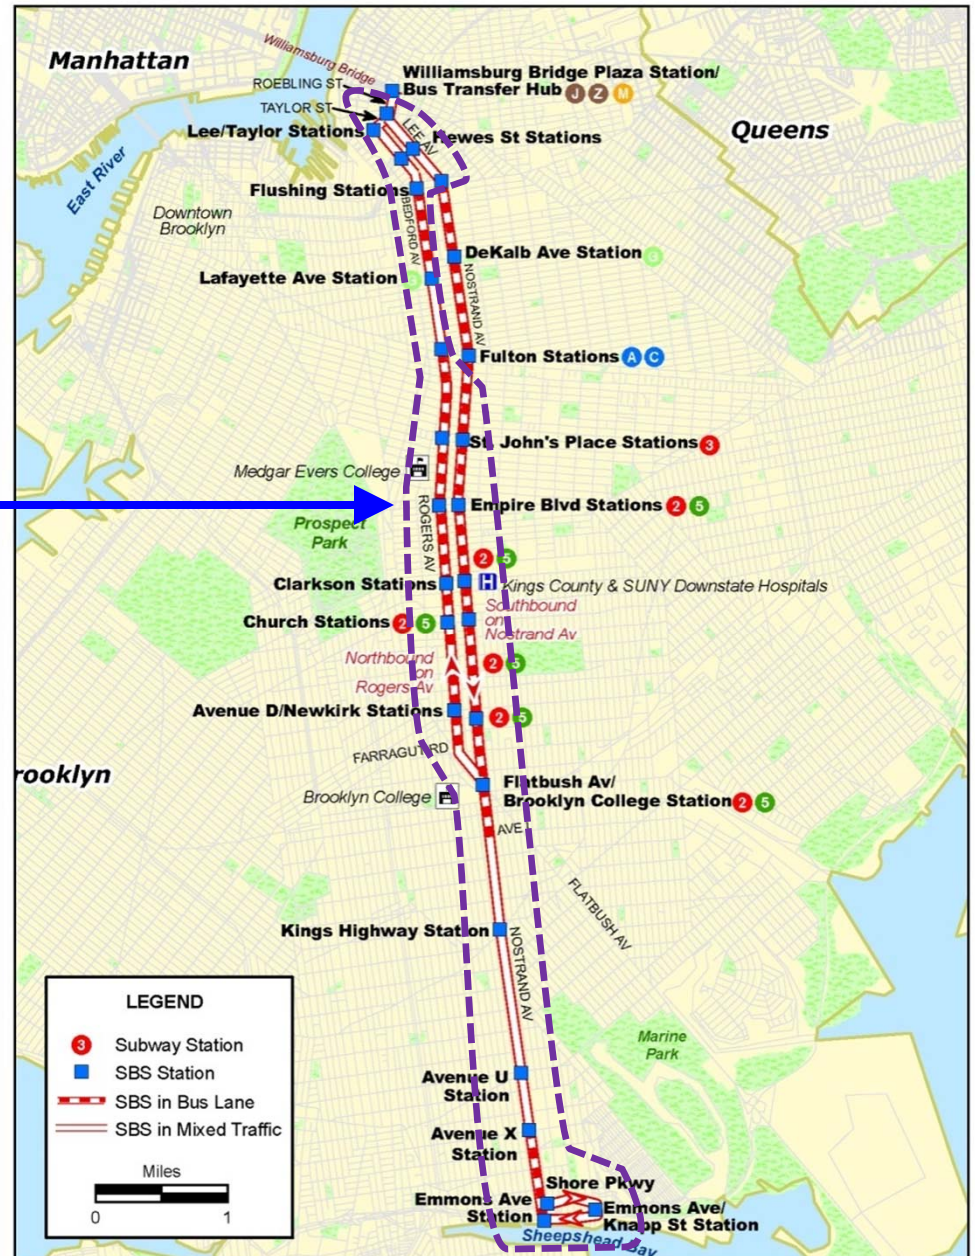 Manhattan
Williamsburg Bridge
ROEBLING ST
Williamsburg Bridge Plaza Station/
Bus Transfer Hub J Z M
TAYLOR ST
Lee/Taylor Stations
LEE AV
Hewes St Stations
Queens
East River
Flushing Stations
Downtown
Brooklyn
BEDFORD AV
DeKalb Ave Station G
Lafayette Ave Station
NOSTRAND AV
Fulton Stations A C
St. John's Place Stations 3
Medgar Evers College
ROGERS AV
Empire Blvd Stations 2 5
Prospect
Park
2 5
Clarkson Stations
H Kings County & SUNY Downstate Hospitals
Church Stations 2 5
Southbound
on
Nostrand Av
Northbound
on
Rogers Av
2 5
Avenue D/Newkirk Stations
2 5
FARRAGUT RD
rooklyn
Flatbush Av/
Brooklyn College Station 2 5
Brooklyn College
AVE I
FLATBUSH AV
Kings Highway Station
NOSTRAND AV
LEGEND
3 Subway Station
SBS Station
SBS in Bus Lane
SBS in Mixed Traffic
Miles
0 1
Marine
Park
Avenue U
Station
Avenue X
Station
Shore Pkwy
Emmons Ave
Station
Emmons Ave/
Knapp St Station
Sheepshead Bay